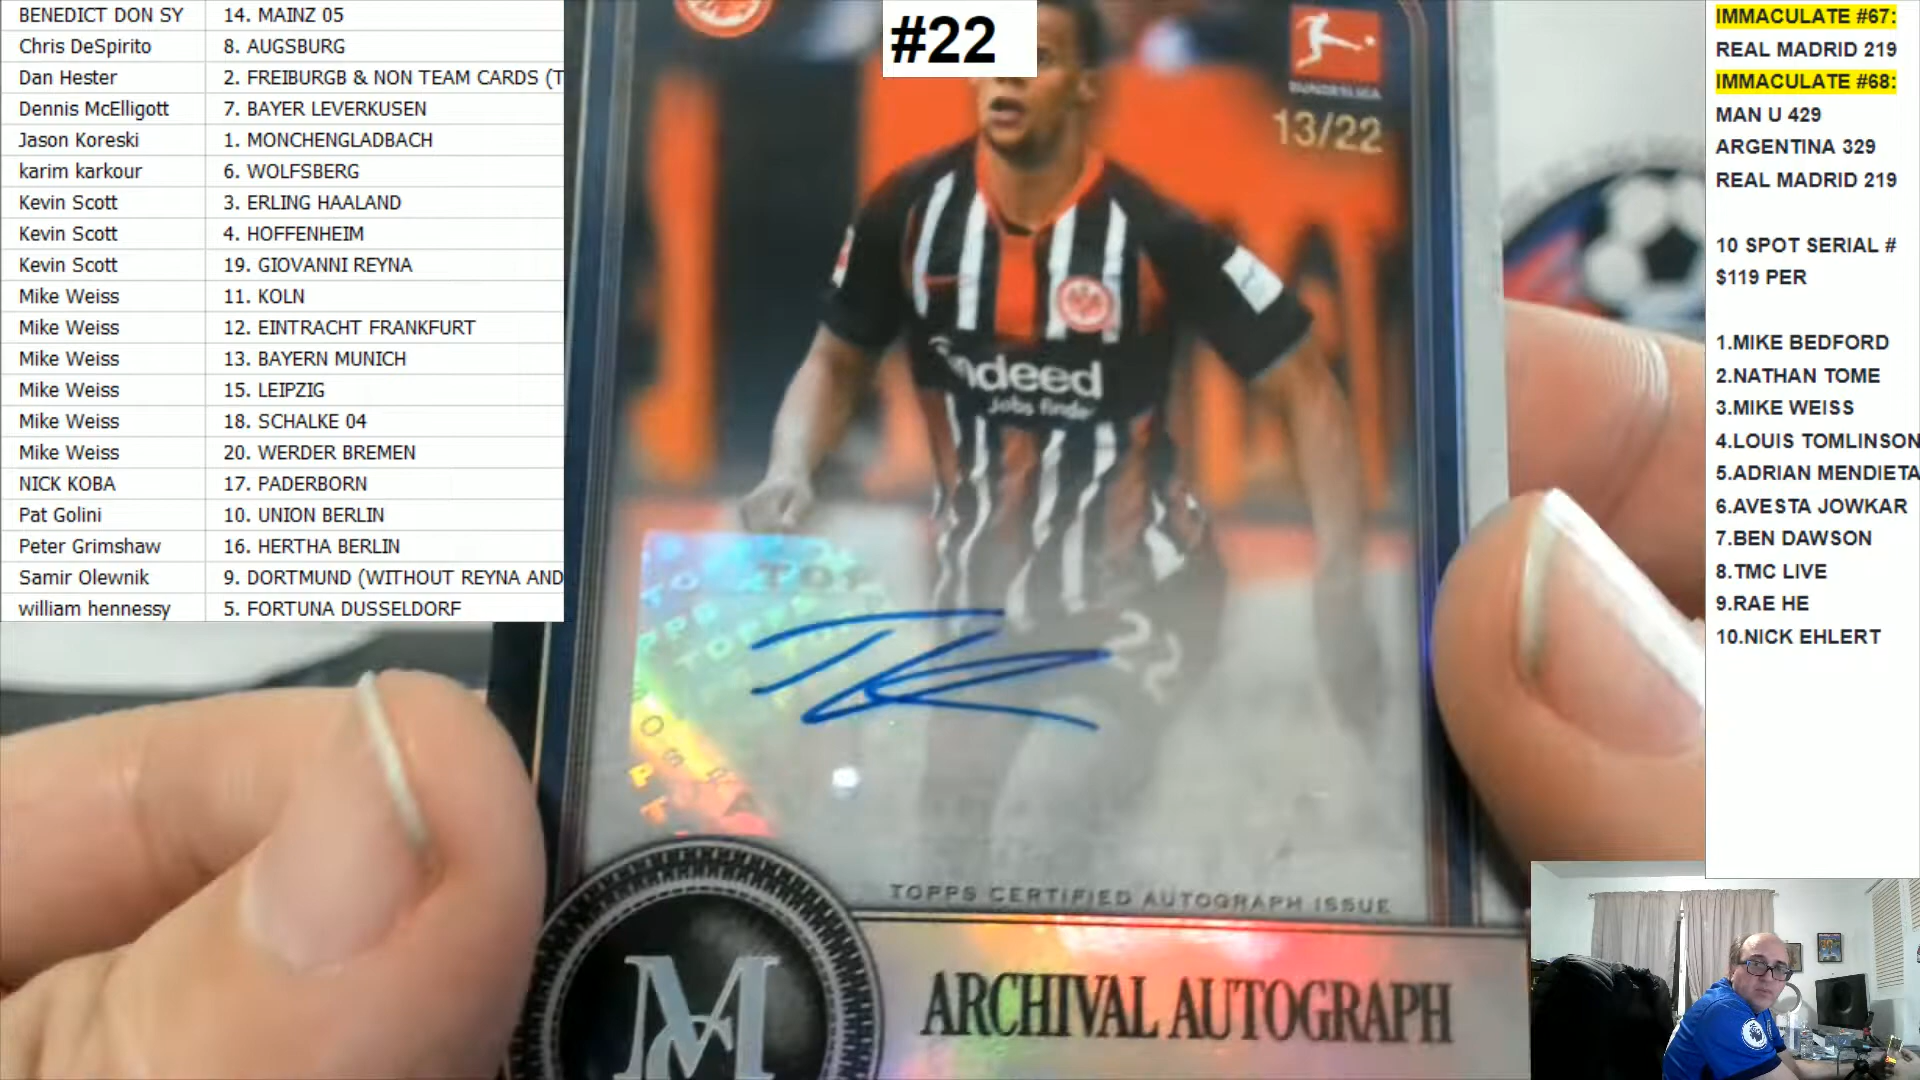 BENEDICT DON SY 14. MAINZ 05
Chris DeSpirito 8. AUGSBURG
Dan Hester 2. FREIBURGB & NON TEAM CARDS (T
Dennis McElligott 7. BAYER LEVERKUSEN
Jason Koreski 1. MONCHENGLADBACH
karim karkour 6. WOLFSBERG
Kevin Scott 3. ERLING HAALAND
Kevin Scott 4. HOFFENHEIM
Kevin Scott 19. GIOVANNI REYNA
Mike Weiss 11. KOLN
Mike Weiss 12. EINTRACHT FRANKFURT
Mike Weiss 13. BAYERN MUNICH
Mike Weiss 15. LEIPZIG
Mike Weiss 18. SCHALKE 04
Mike Weiss 20. WERDER BREMEN
NICK KOBA 17. PADERBORN
Pat Golini 10. UNION BERLIN
Peter Grimshaw 16. HERTHA BERLIN
Samir Olewnik 9. DORTMUND (WITHOUT REYNA AND
william hennessy 5. FORTUNA DUSSELDORF
#22
BUNDESLIGA
13/22
indeed
Jobs finde
22
TOPPS CERTIFIED AUTOGRAPH ISSUE
ARCHIVAL AUTOGRAPH
IMMACULATE #67:
REAL MADRID 219
IMMACULATE #68:
MAN U 429
ARGENTINA 329
REAL MADRID 219
10 SPOT SERIAL #
$119 PER
1.MIKE BEDFORD
2.NATHAN TOME
3.MIKE WEISS
4.LOUIS TOMLINSON
5.ADRIAN MENDIETA
6.AVESTA JOWKAR
7.BEN DAWSON
8.TMC LIVE
9.RAE HE
10.NICK EHLERT